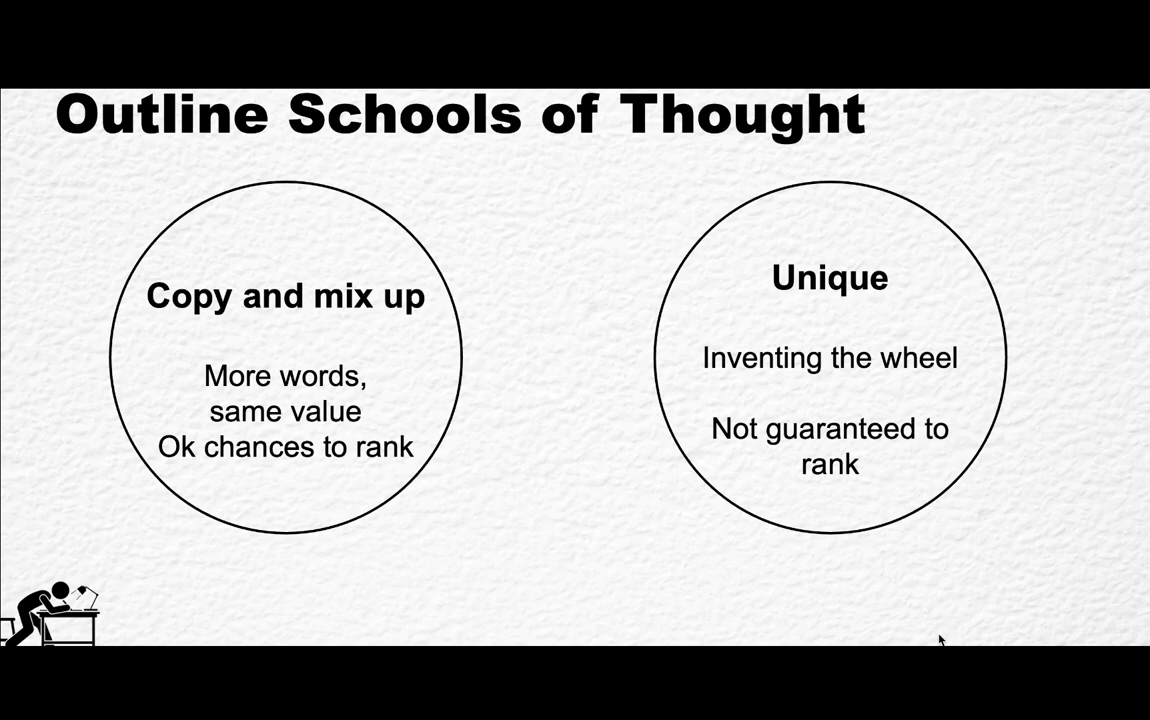 Outline Schools of Thought
Copy and mix up
More words,
same value
Ok chances to rank
Unique
Inventing the wheel
Not guaranteed to
rank